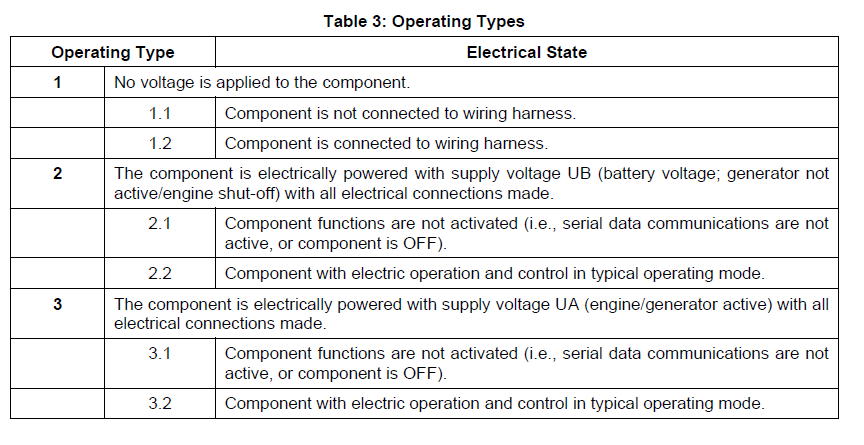 Table 3: Operating Types
Operating Type Electrical State
1 No voltage is applied to the component.
1.1 Component is not connected to wiring harness.
1.2 Component is connected to wiring harness.
2 The component is electrically powered with supply voltage UB (battery voltage; generator not
active/engine shut-off) with all electrical connections made.
2.1 Component functions are not activated (i.e., serial data communications are not
active, or component is OFF).
2.2 Component with electric operation and control in typical operating mode.
3 The component is electrically powered with supply voltage UA (engine/generator active) with all
electrical connections made.
3.1 Component functions are not activated (i.e., serial data communications are not
active, or component is OFF).
3.2 Component with electric operation and control in typical operating mode.